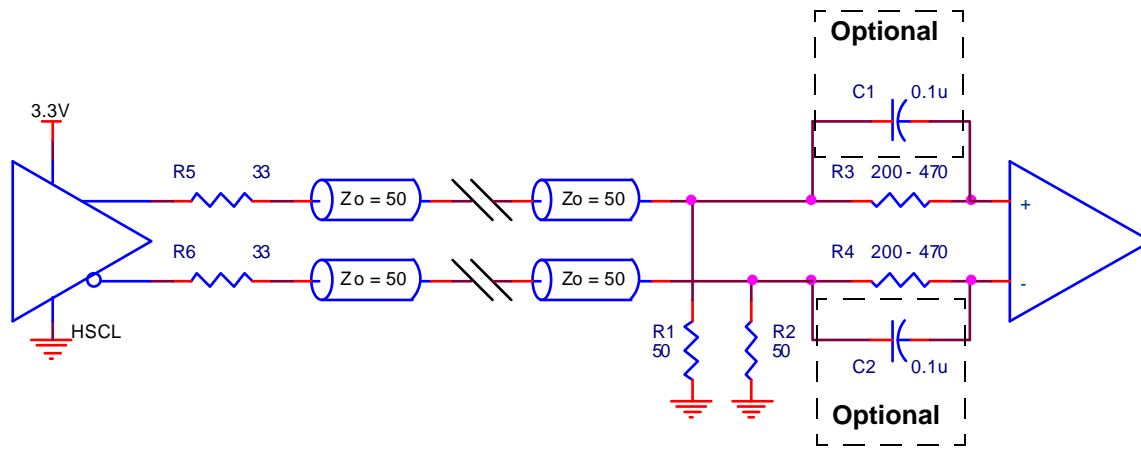 Optional
C1 0.1u
3.3V
R5 33
R3 200 - 470
Zo = 50
Zo = 50
+
R6 33
R4 200 - 470
Zo = 50
Zo = 50
-
HSCL
R1
50
R2
50
C2 0.1u
Optional